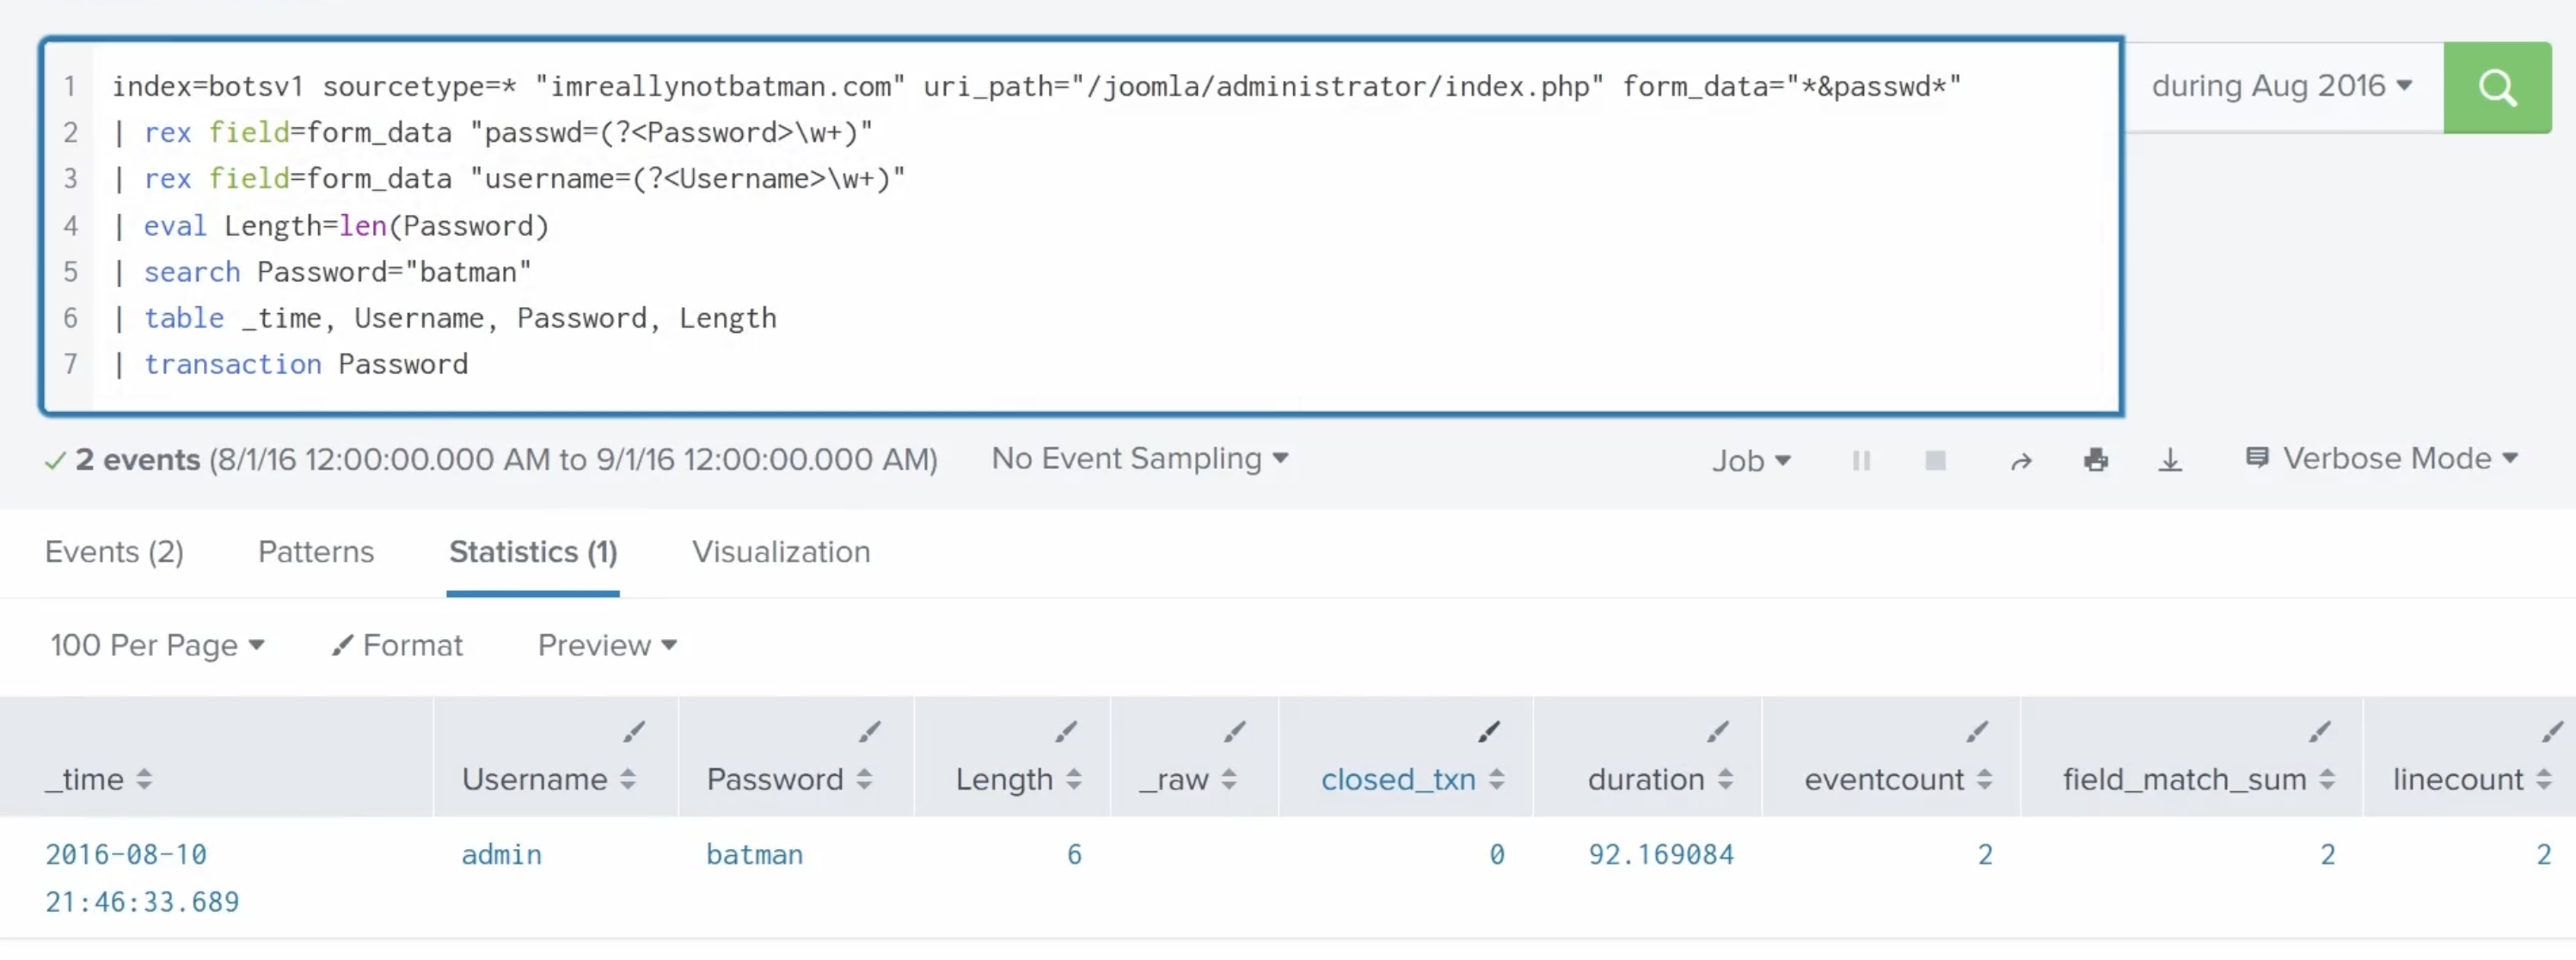 1 index=botsv1 sourcetype=* "imreallynotbatman.com" uri_path="/joomla/administrator/index.php" form_data="*&passwd*"
2 | rex field=form_data "passwd=(?<Password>\w+)"
3 | rex field=form_data "username=(?<Username>\w+)"
4 | eval Length=len(Password)
5 | search Password="batman"
6 | table _time, Username, Password, Length
7 | transaction Password
during Aug 2016
2 events (8/1/16 12:00:00.000 AM to 9/1/16 12:00:00.000 AM) No Event Sampling Job Verbose Mode
Events (2) Patterns Statistics (1) Visualization
100 Per Page Format Preview
_time Username Password Length _raw closed_txn duration eventcount field_match_sum linecount
2016-08-10 admin batman 6 0 92.169084 2 2 2
21:46:33.689